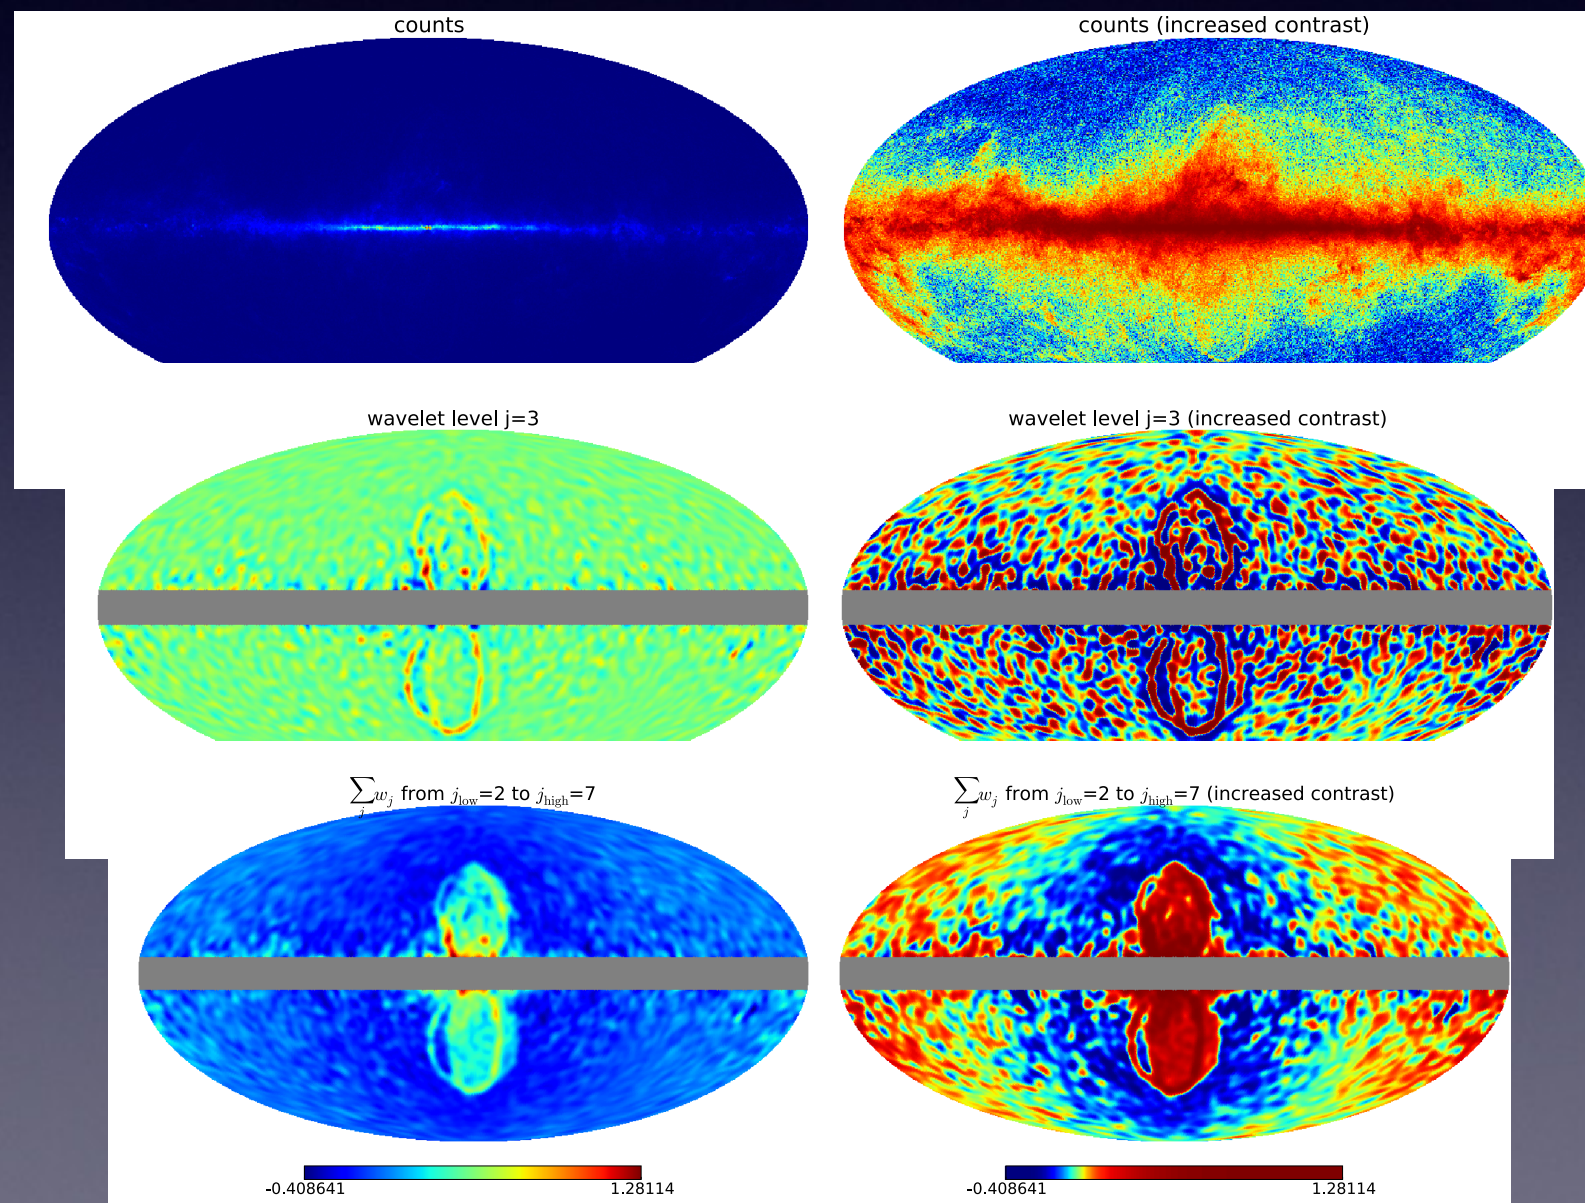 counts
counts (increased contrast)
wavelet level j=3
wavelet level j=3 (increased contrast)
∑_j w_j from j_low=2 to j_high=7
∑_j w_j from j_low=2 to j_high=7 (increased contrast)
-0.408641 1.28114
-0.408641 1.28114